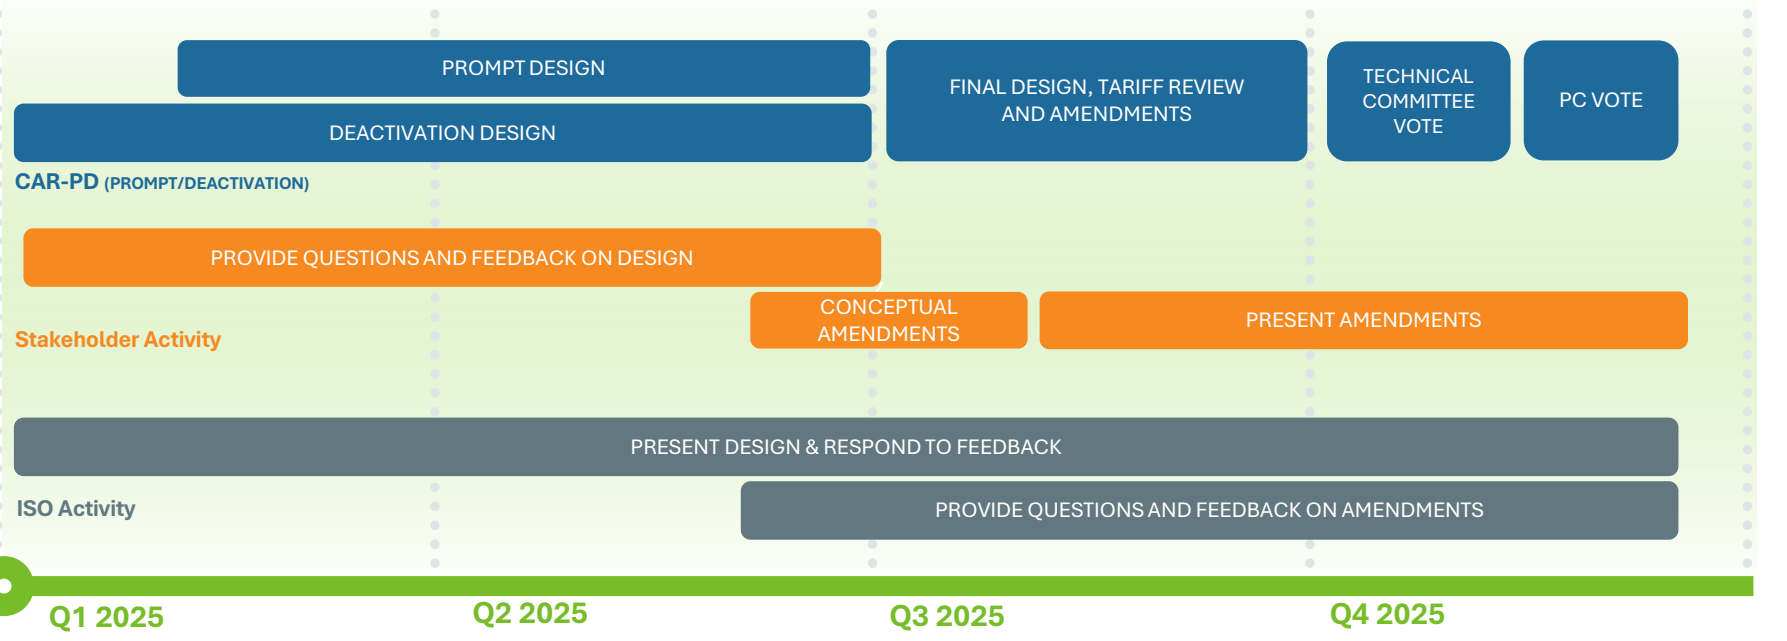 PROMPT DESIGN
DEACTIVATION DESIGN
FINAL DESIGN, TARIFF REVIEW
AND AMENDMENTS
TECHNICAL
COMMITTEE
VOTE
PC VOTE
CAR-PD (PROMPT/DEACTIVATION)
PROVIDE QUESTIONS AND FEEDBACK ON DESIGN
CONCEPTUAL
AMENDMENTS
PRESENT AMENDMENTS
Stakeholder Activity
PRESENT DESIGN & RESPOND TO FEEDBACK
PROVIDE QUESTIONS AND FEEDBACK ON AMENDMENTS
ISO Activity
Q1 2025
Q2 2025
Q3 2025
Q4 2025